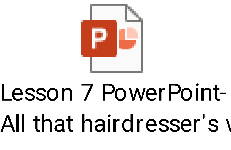 P
Lesson 7 PowerPoint-
All that hairdresser's